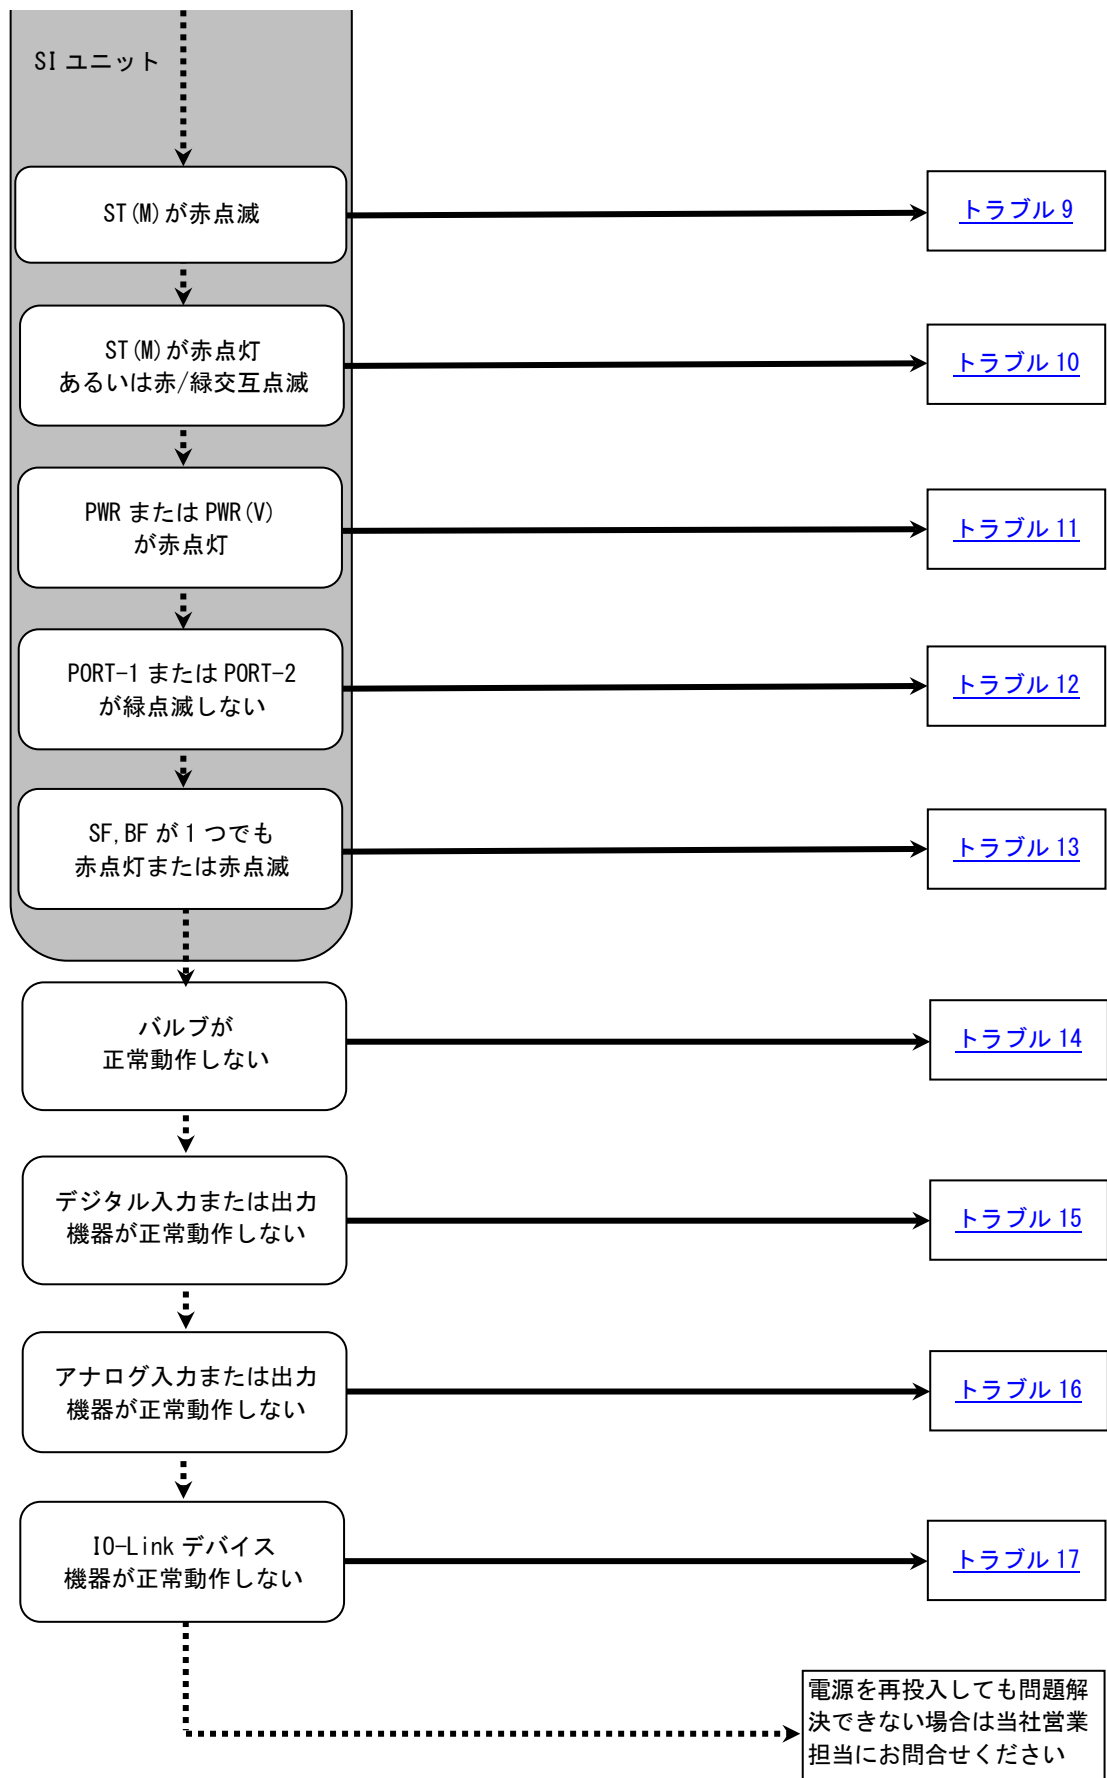 SI ユニット
ST(M)が赤点滅
トラブル 9
ST(M)が赤点灯
あるいは赤/緑交互点滅
トラブル 10
PWR または PWR(V)
が赤点灯
トラブル 11
PORT-1 または PORT-2
が緑点滅しない
トラブル 12
SF,BF が 1 つでも
赤点灯または赤点滅
トラブル 13
バルブが
正常動作しない
トラブル 14
デジタル入力または出力
機器が正常動作しない
トラブル 15
アナログ入力または出力
機器が正常動作しない
トラブル 16
IO-Link デバイス
機器が正常動作しない
トラブル 17
電源を再投入しても問題解
決できない場合は当社営業
担当にお問合せください